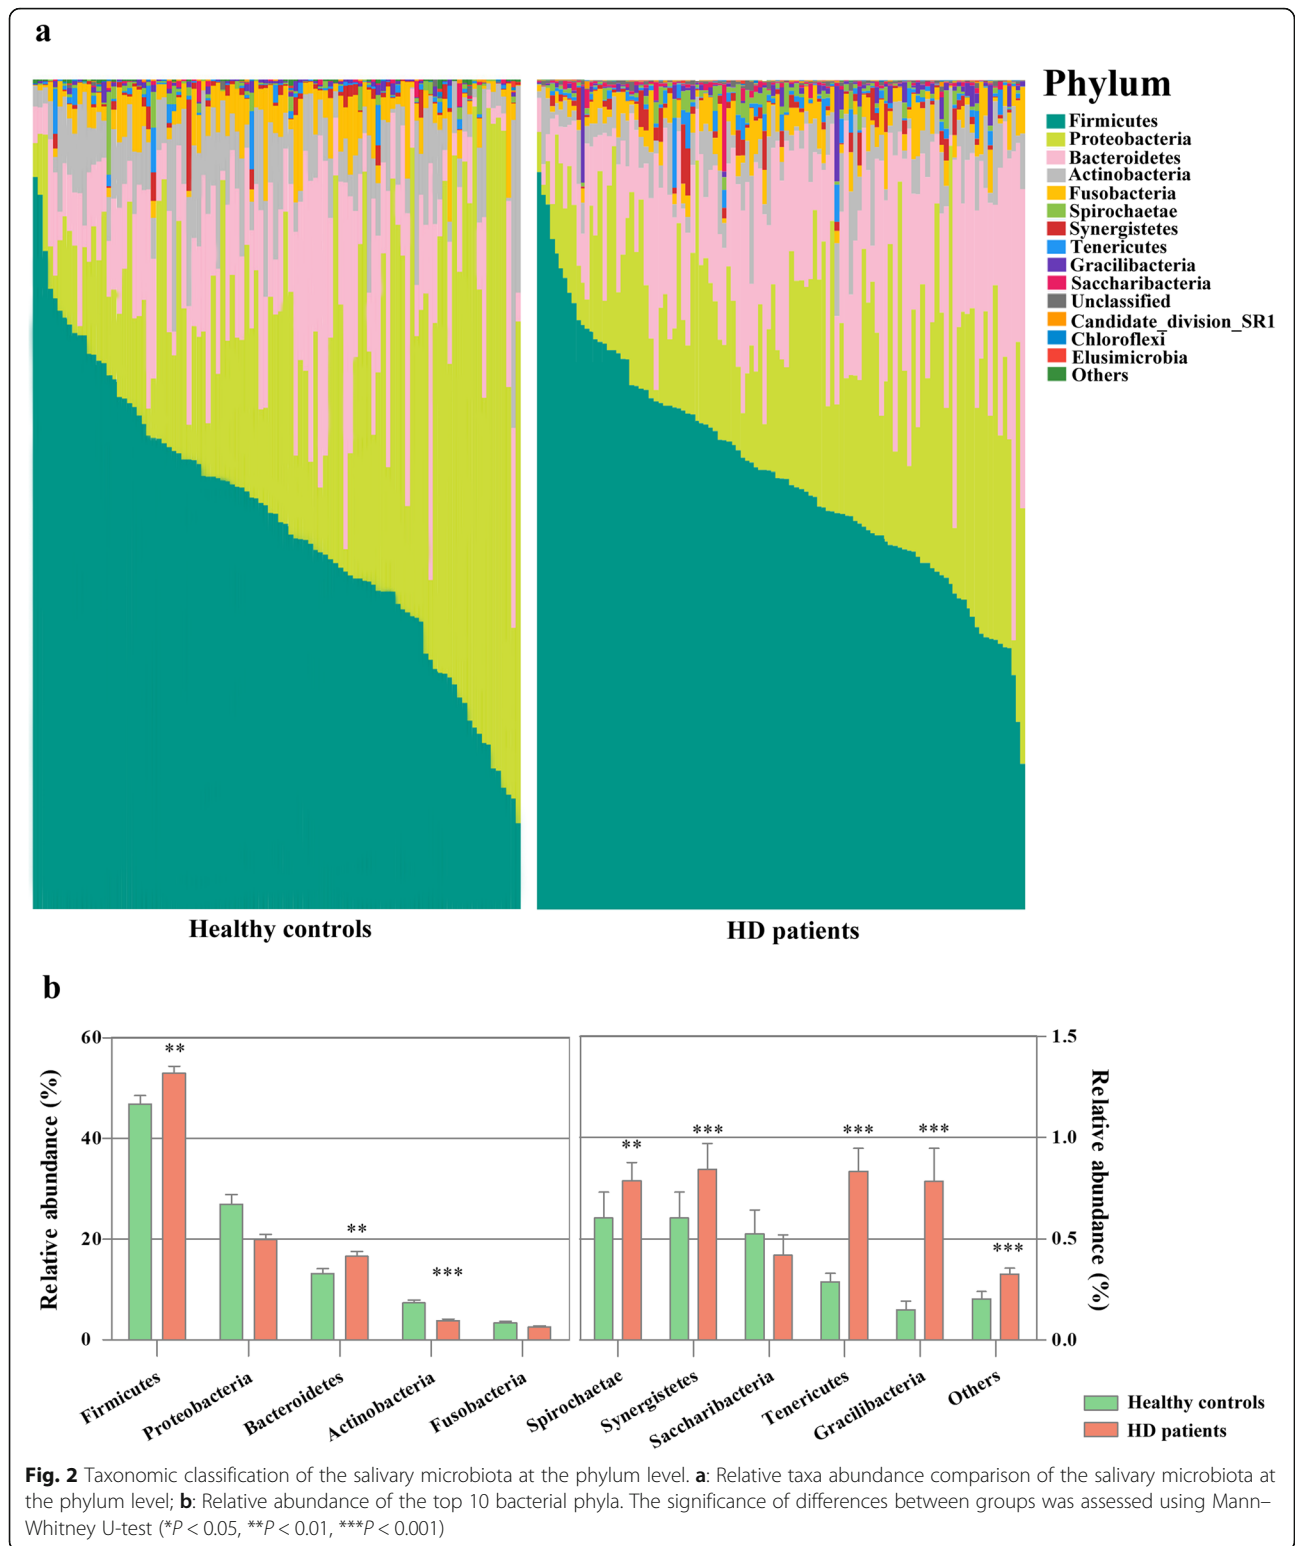 a
Phylum
Firmicutes
Proteobacteria
Bacteroidetes
Actinobacteria
Fusobacteria
Spirochaetae
Synergistetes
Tenericutes
Gracilibacteria
Saccharibacteria
Unclassified
Candidate_division_SR1
Chloroflexi
Elusimicrobia
Others
Healthy controls
HD patients
b
Relative abundance (%)
60
40
20
0
**
**
***
**
***
***
***
***
1.5
1.0
0.5
0.0
Relative abundance (%)
Firmicutes
Proteobacteria
Bacteroidetes
Actinobacteria
Fusobacteria
Spirochaetae
Synergistetes
Saccharibacteria
Tenericutes
Gracilibacteria
Others
Healthy controls
HD patients
Fig. 2 Taxonomic classification of the salivary microbiota at the phylum level. a: Relative taxa abundance comparison of the salivary microbiota at
the phylum level; b: Relative abundance of the top 10 bacterial phyla. The significance of differences between groups was assessed using Mann–
Whitney U-test (*P < 0.05, **P < 0.01, ***P < 0.001)